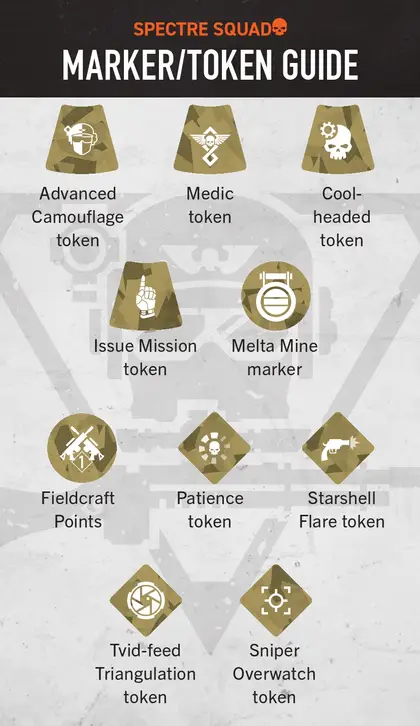 SPECTRE SQUAD
MARKER/TOKEN GUIDE
Advanced
Camouflage
token
Medic
token
Cool-
headed
token
Issue Mission
token
Melta Mine
marker
1
Fieldcraft
Points
Patience
token
Starshell
Flare token
Tvid-feed
Triangulation
token
Sniper
Overwatch
token